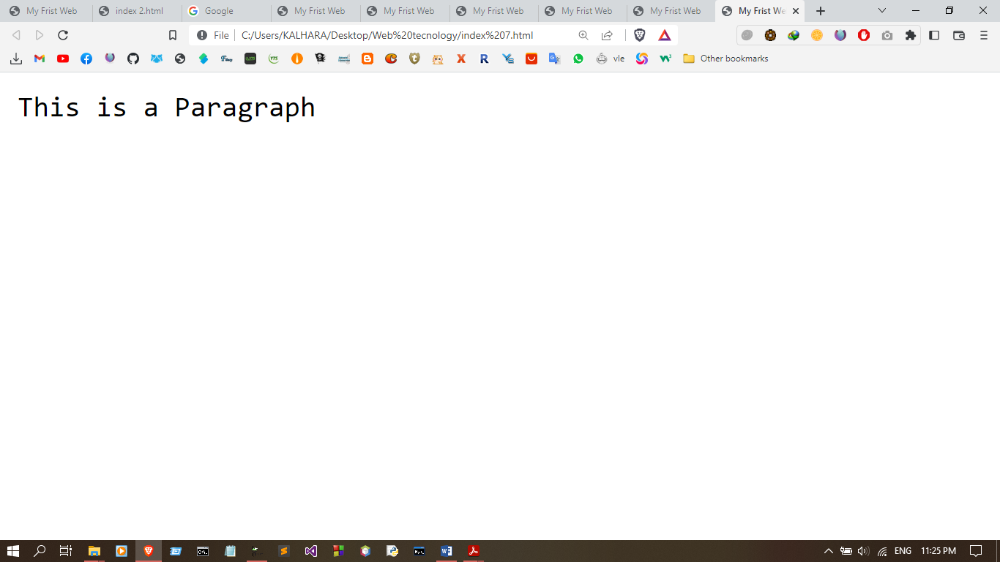 My Frist Web
index 2.html
Google
My Frist Web
My Frist Web
My Frist Web
My Frist Web
My Frist Web
My Frist We
File
C:/Users/KALHARA/Desktop/Web%20tecnology/index%207.html
vle
Other bookmarks
This is a Paragraph
ENG
11:25 PM